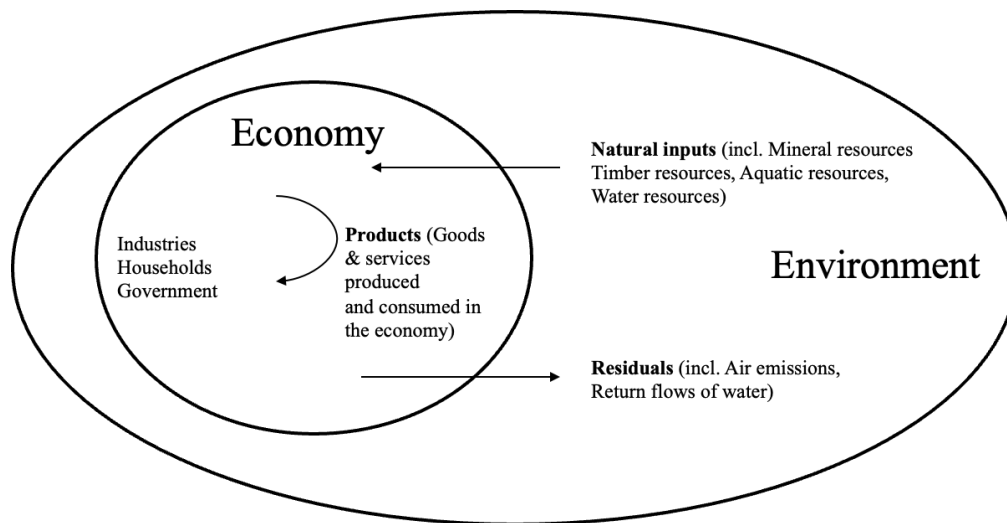 Economy
Natural inputs (incl. Mineral resources
Timber resources, Aquatic resources,
Water resources)
Industries
Households
Government
Products (Goods
& services
produced
and consumed in
the economy)
Environment
Residuals (incl. Air emissions,
Return flows of water)